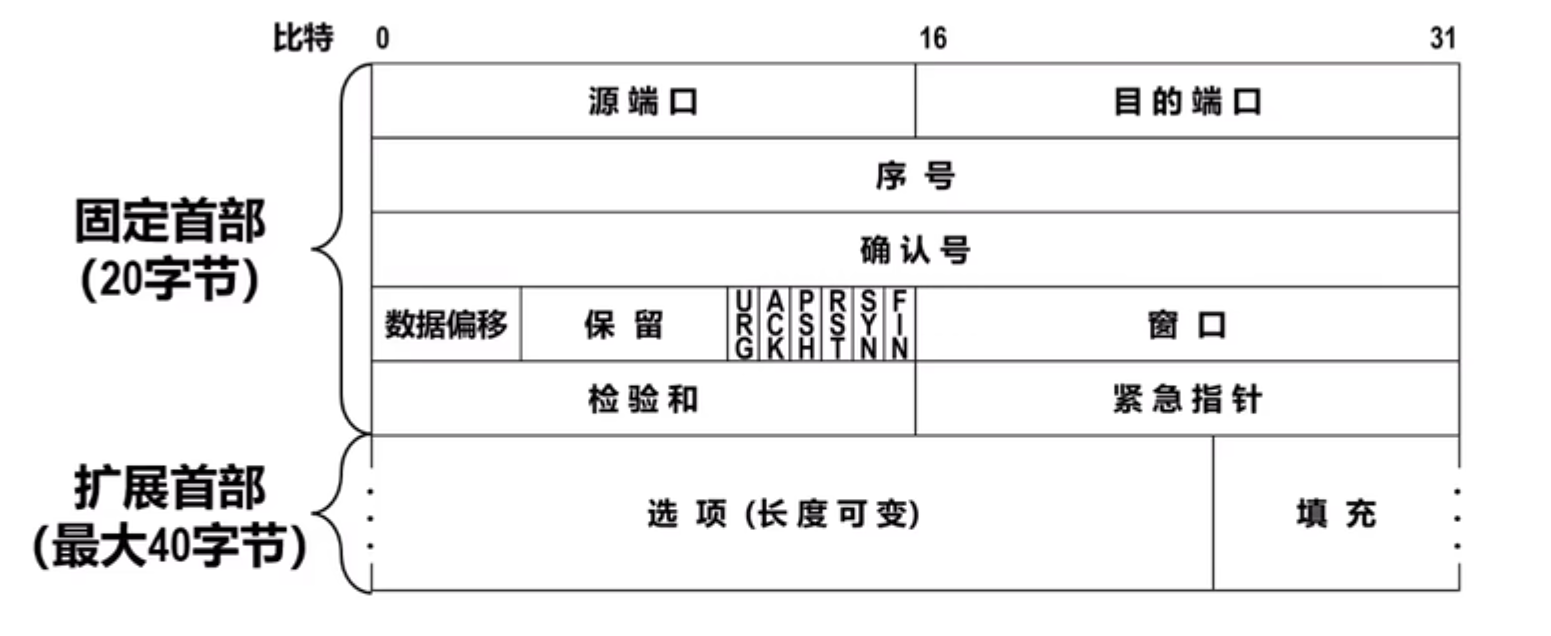 比特 0 16 31
源端口 目的端口
序号
确认号
固定首部
(20字节)
数据偏移 保留 URG ACK PSH RST SYN FIN 窗口
检验和 紧急指针
扩展首部
(最大40字节)
选项 (长度可变) 填充